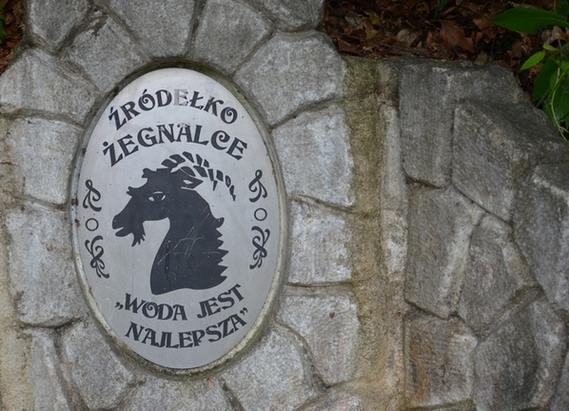 ŹRÓDEŁKO
ŻEGNALCE
„WODA JEST
NAJLEPSZA”